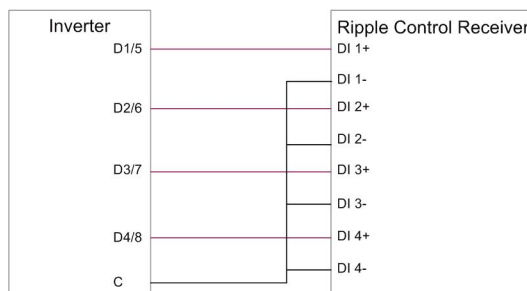 Inverter
Ripple Control Receiver
D1/5
DI 1+
DI 1-
D2/6
DI 2+
DI 2-
D3/7
DI 3+
DI 3-
D4/8
DI 4+
DI 4-
C